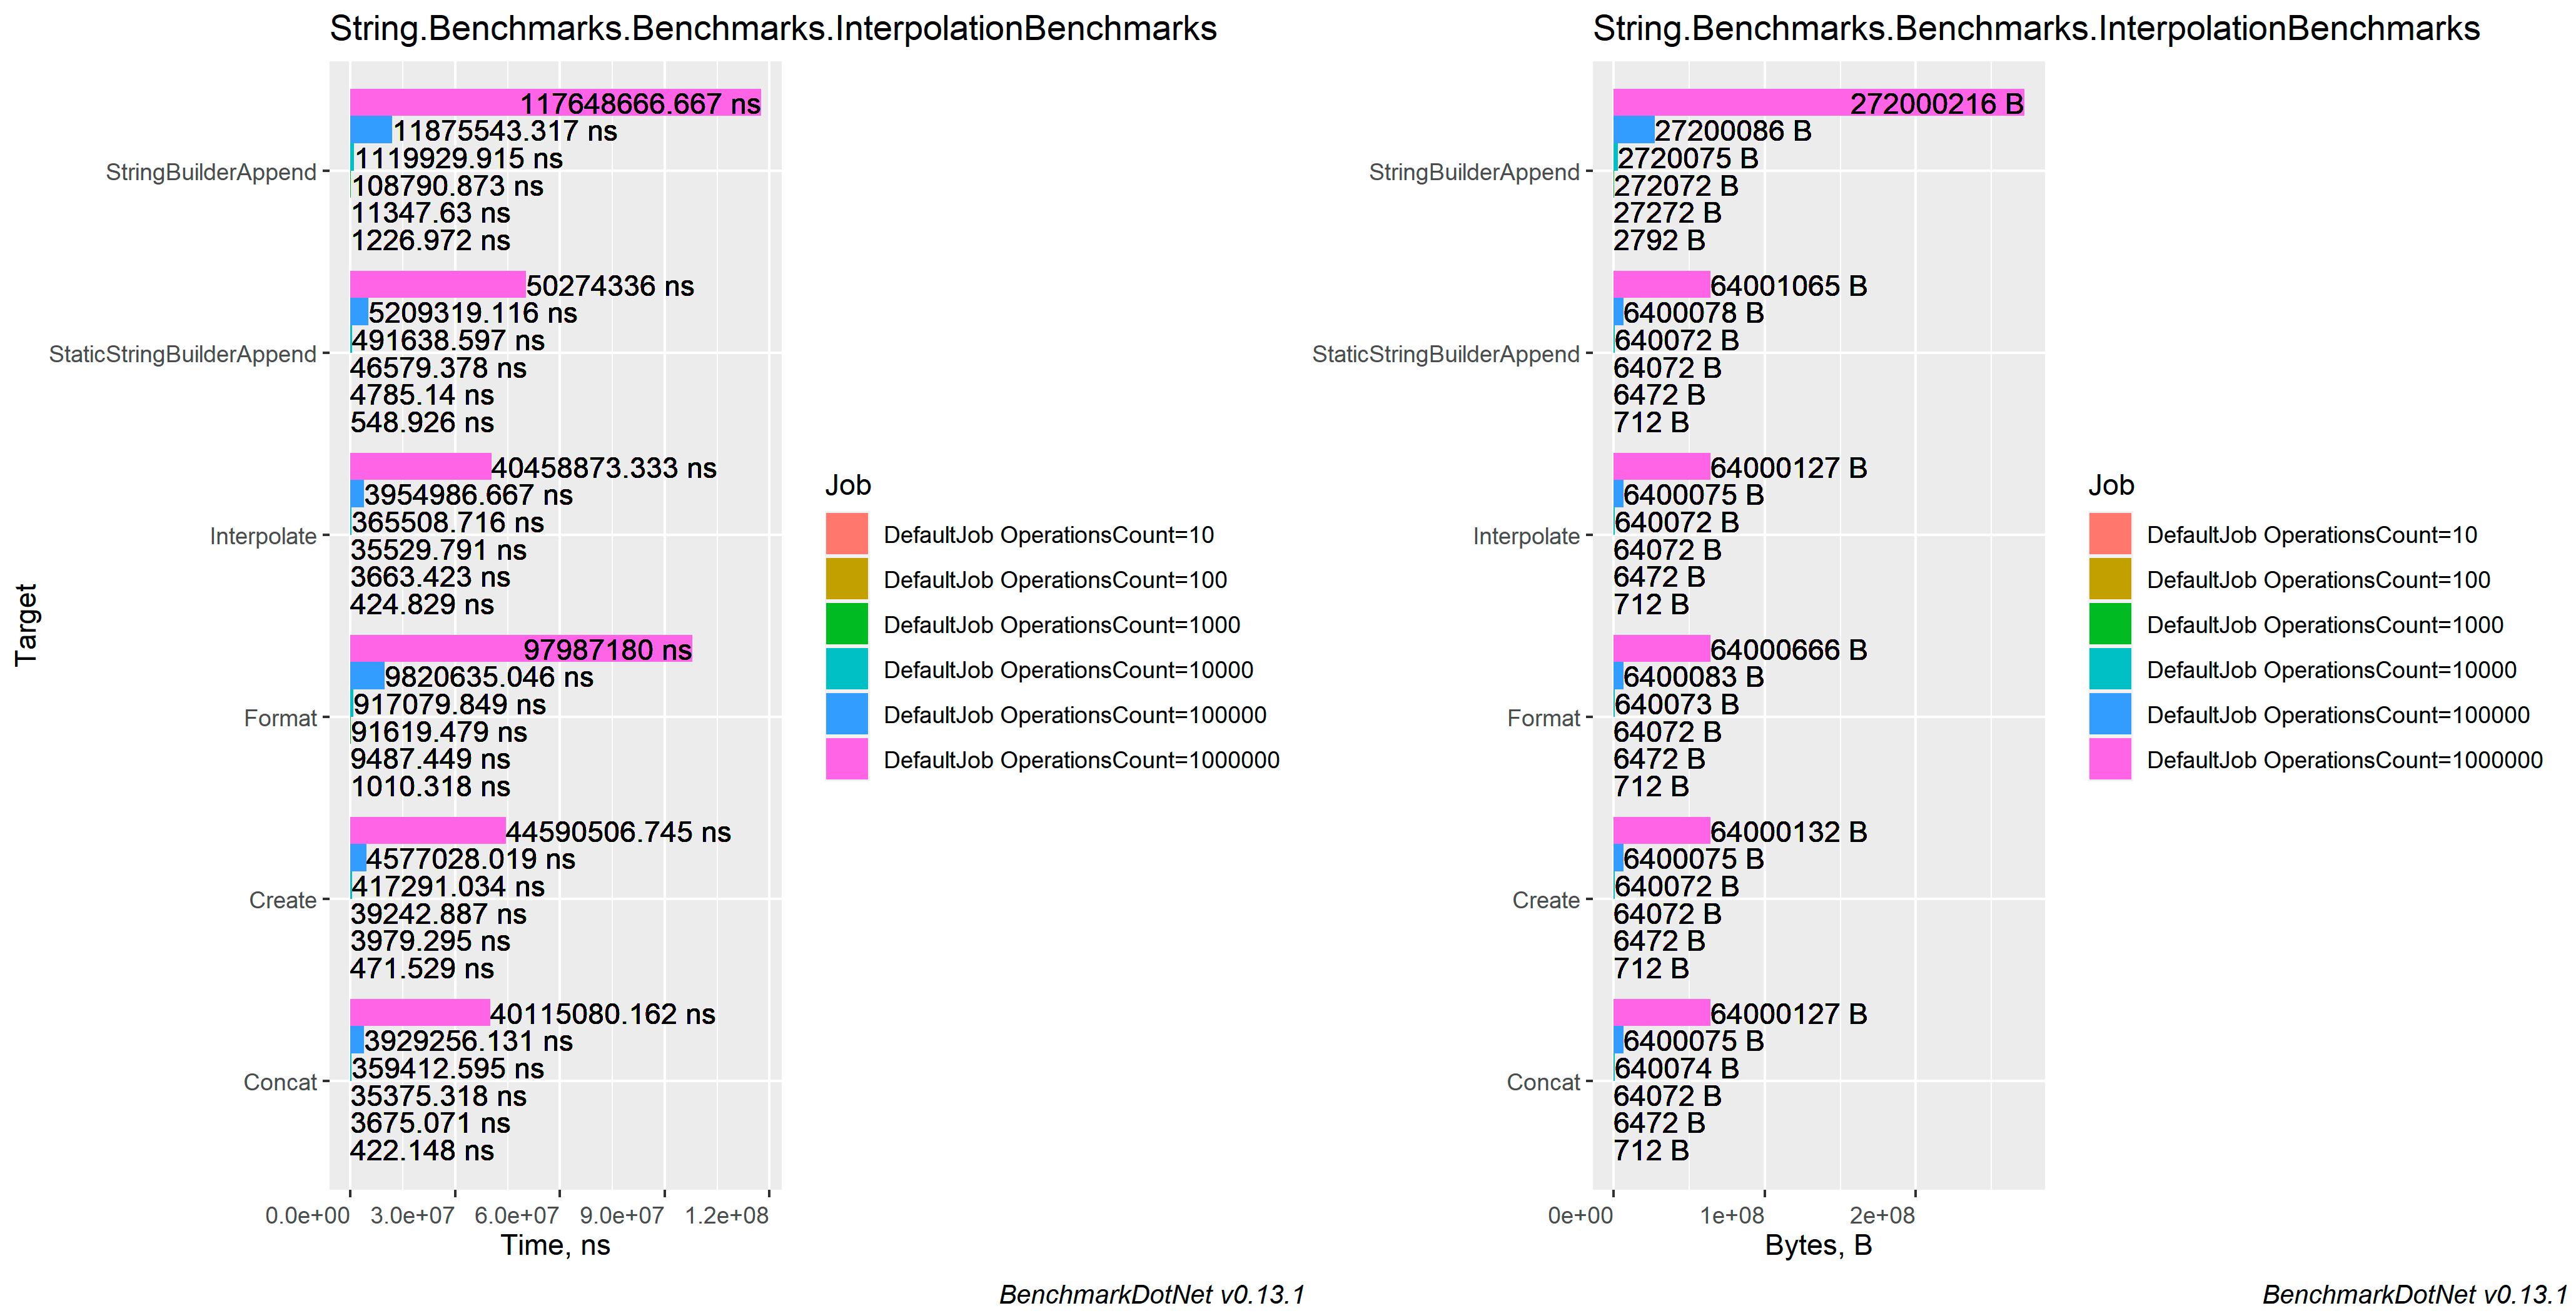 String.Benchmarks.Benchmarks.InterpolationBenchmarks
Target
StringBuilderAppend
117648666.667 ns
11875543.317 ns
1119929.915 ns
108790.873 ns
11347.63 ns
1226.972 ns
StaticStringBuilderAppend
50274336 ns
5209319.116 ns
491638.597 ns
46579.378 ns
4785.14 ns
548.926 ns
Interpolate
40458873.333 ns
3954986.667 ns
365508.716 ns
35529.791 ns
3663.423 ns
424.829 ns
Format
97987180 ns
9820635.046 ns
917079.849 ns
91619.479 ns
9487.449 ns
1010.318 ns
Create
44590506.745 ns
4577028.019 ns
417291.034 ns
39242.887 ns
3979.295 ns
471.529 ns
Concat
40115080.162 ns
3929256.131 ns
359412.595 ns
35375.318 ns
3675.071 ns
422.148 ns
0.0e+00 3.0e+07 6.0e+07 9.0e+07 1.2e+08
Time, ns
Job
DefaultJob OperationsCount=10
DefaultJob OperationsCount=100
DefaultJob OperationsCount=1000
DefaultJob OperationsCount=10000
DefaultJob OperationsCount=100000
DefaultJob OperationsCount=1000000
BenchmarkDotNet v0.13.1
String.Benchmarks.Benchmarks.InterpolationBenchmarks
StringBuilderAppend
272000216 B
27200086 B
2720075 B
272072 B
27272 B
2792 B
StaticStringBuilderAppend
64001065 B
6400078 B
640072 B
64072 B
6472 B
712 B
Interpolate
64000127 B
6400075 B
640072 B
64072 B
6472 B
712 B
Format
64000666 B
6400083 B
640073 B
64072 B
6472 B
712 B
Create
64000132 B
6400075 B
640072 B
64072 B
6472 B
712 B
Concat
64000127 B
6400075 B
640074 B
64072 B
6472 B
712 B
0e+00 1e+08 2e+08
Bytes, B
Job
DefaultJob OperationsCount=10
DefaultJob OperationsCount=100
DefaultJob OperationsCount=1000
DefaultJob OperationsCount=10000
DefaultJob OperationsCount=100000
DefaultJob OperationsCount=1000000
BenchmarkDotNet v0.13.1